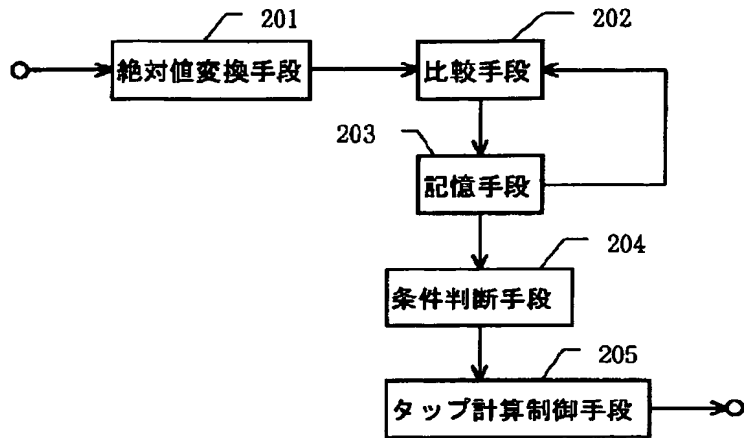 201
絶対値変換手段
202
比較手段
203
記憶手段
204
条件判断手段
205
タップ計算制御手段